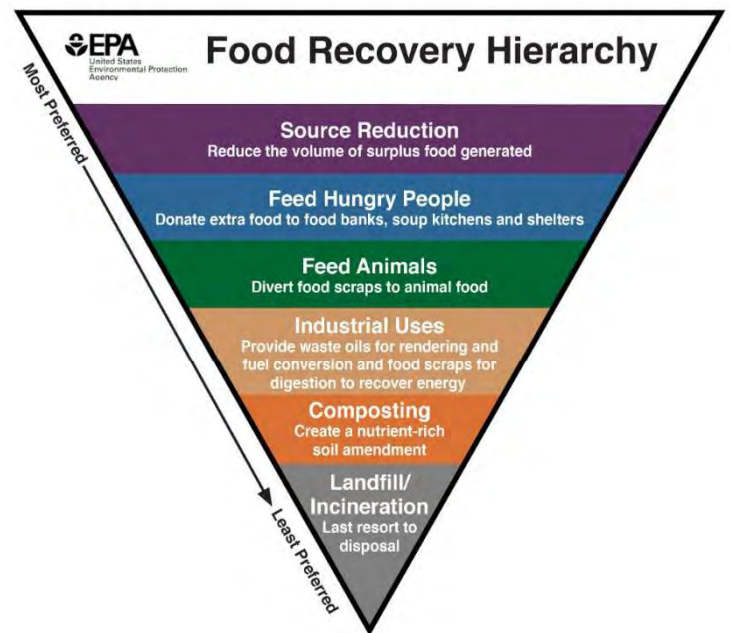 EPA
United States
Environmental Protection
Agency
Food Recovery Hierarchy
Most Preferred
Source Reduction
Reduce the volume of surplus food generated
Feed Hungry People
Donate extra food to food banks, soup kitchens and shelters
Feed Animals
Divert food scraps to animal food
Industrial Uses
Provide waste oils for rendering and
fuel conversion and food scraps for
digestion to recover energy
Composting
Create a nutrient-rich
soil amendment
Landfill/
Incineration
Last resort to
disposal
Least Preferred